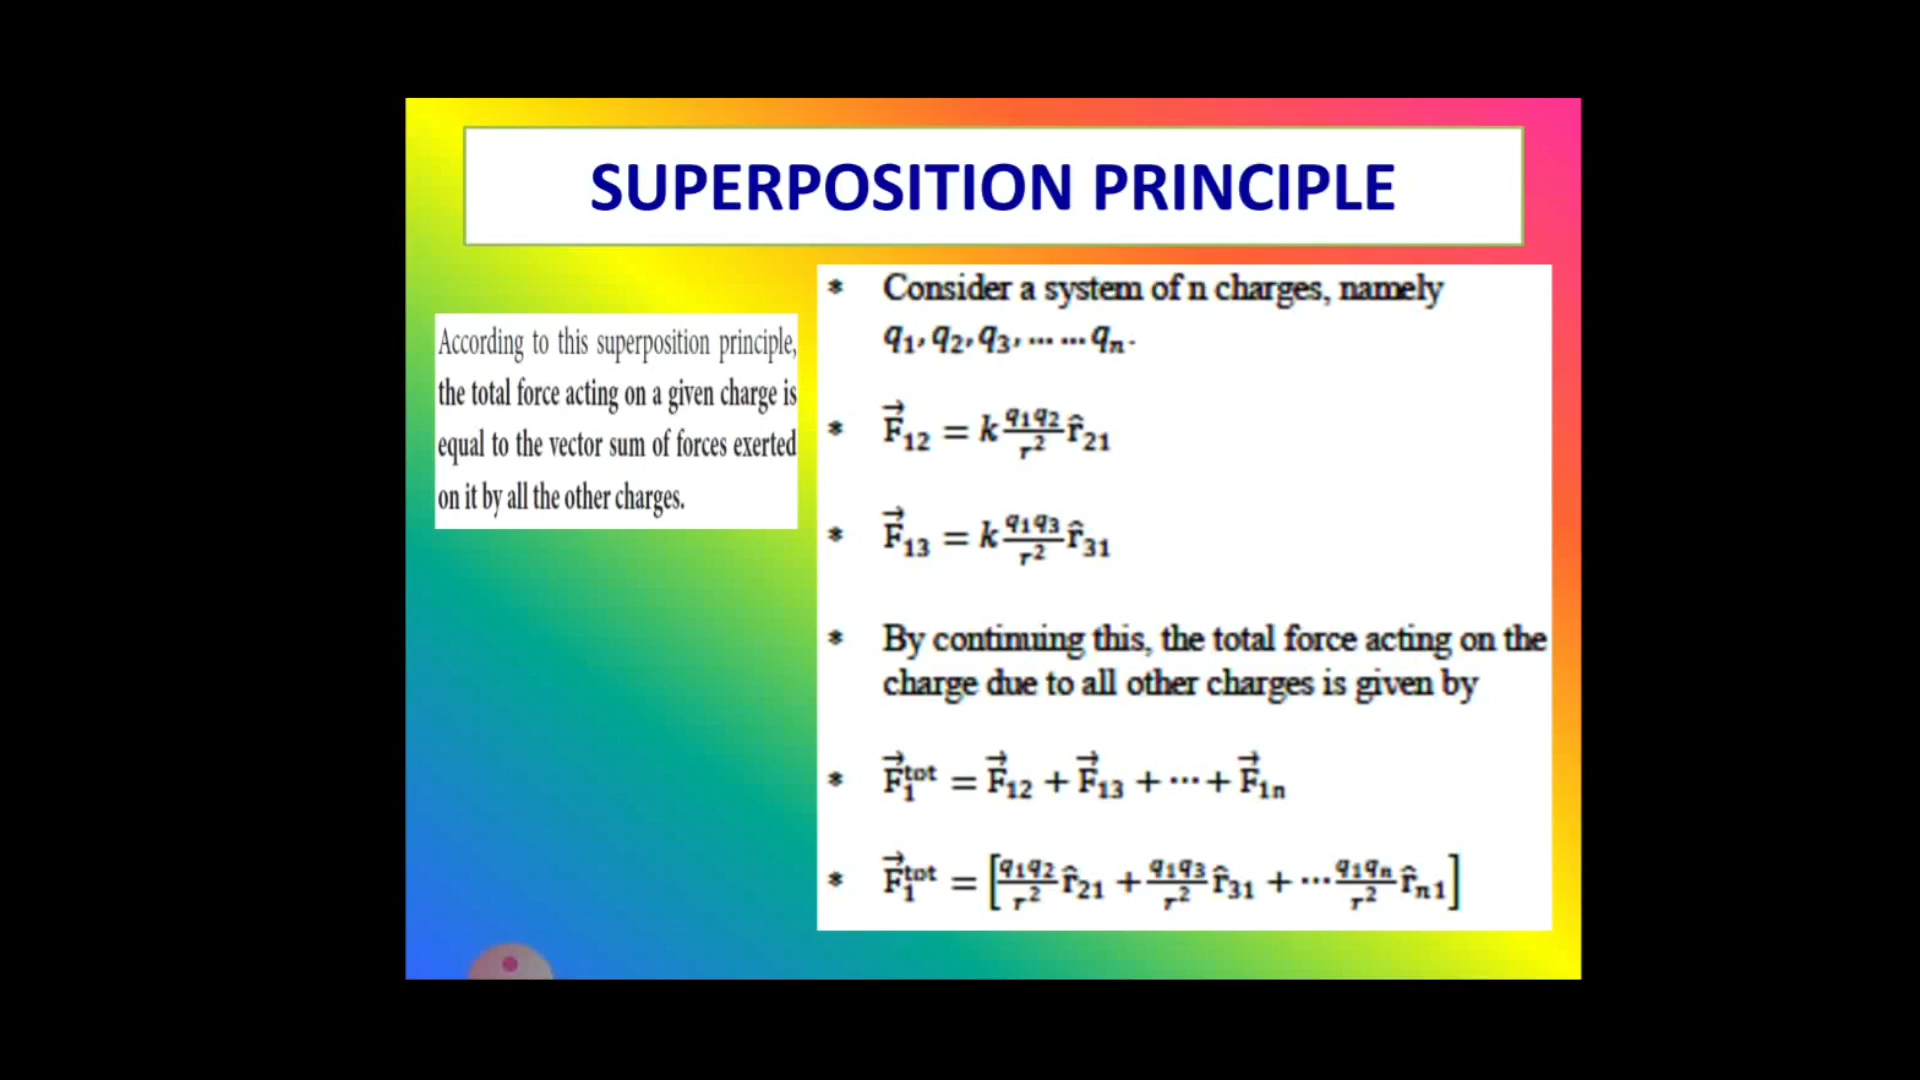 SUPERPOSITION PRINCIPLE
According to this superposition principle,
the total force acting on a given charge is
equal to the vector sum of forces exerted
on it by all the other charges.
* Consider a system of n charges, namely
q₁, q₂, q₃, ... ... qₙ.
* F⃗₁₂ = k q₁q₂/r² r̂₂₁
* F⃗₁₃ = k q₁q₃/r² r̂₃₁
* By continuing this, the total force acting on the
charge due to all other charges is given by
* F⃗₁ᵗᵒᵗ = F⃗₁₂ + F⃗₁₃ + ⋯ + F⃗₁ₙ
* F⃗₁ᵗᵒᵗ = [q₁q₂/r² r̂₂₁ + q₁q₃/r² r̂₃₁ + ⋯ q₁qₙ/r² r̂ₙ₁]